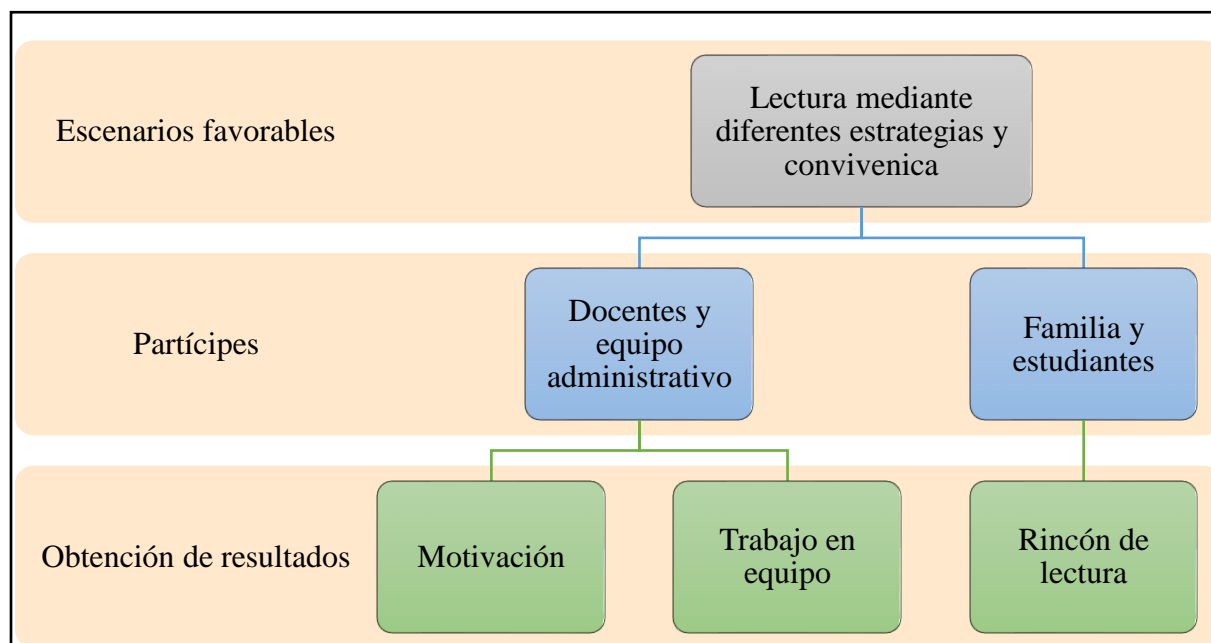 Escenarios favorables
Lectura mediante
diferentes estrategias y
convivenica
Partícipes
Docentes y
equipo
administrativo
Familia y
estudiantes
Obtención de resultados
Motivación
Trabajo en
equipo
Rincón de
lectura